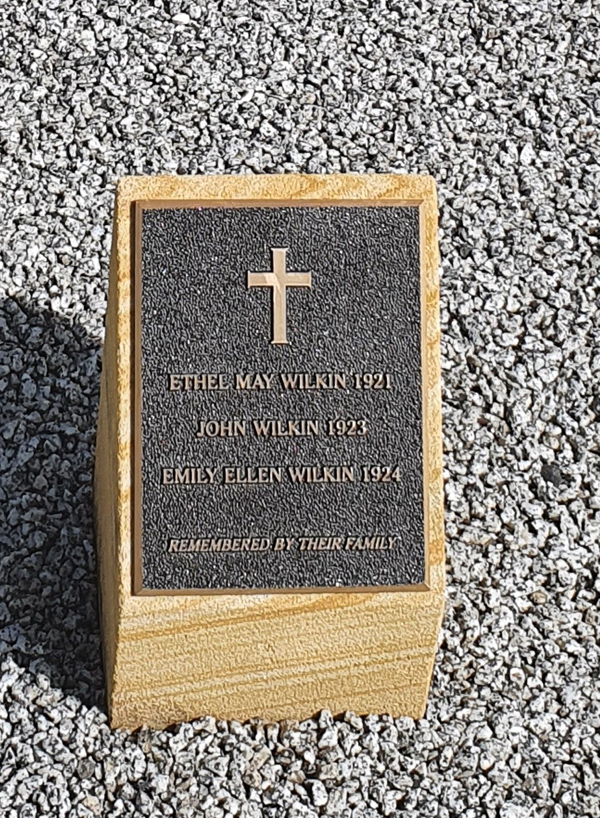 ETHEL MAY WILKIN 1921
JOHN WILKIN 1923
EMILY ELLEN WILKIN 1924
REMEMBERED BY THEIR FAMILY